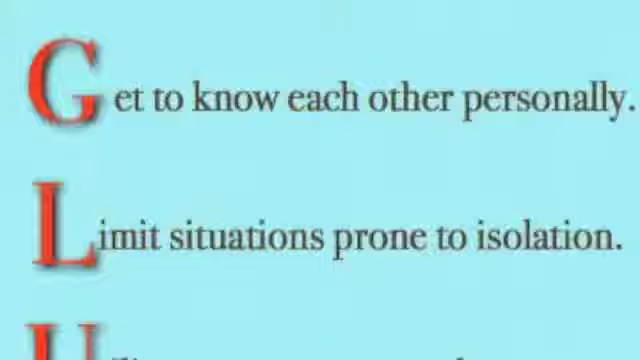 Get to know each other personally.
Limit situations prone to isolation.
U